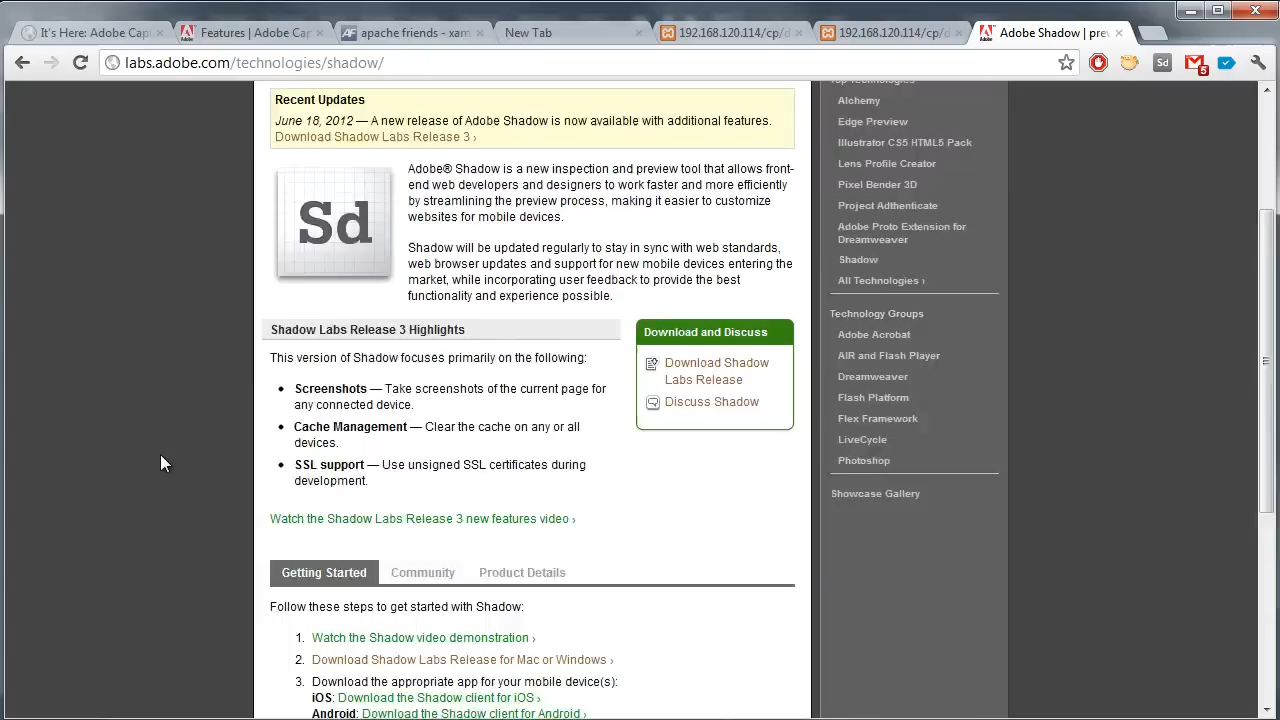 It's Here: Adobe Cap
Features | Adobe Cap
apache friends - xam
New Tab
192.168.120.114/cp/d
192.168.120.114/cp/d
Adobe Shadow | prev
labs.adobe.com/technologies/shadow/
Sd
5
Recent Updates
June 18, 2012 — A new release of Adobe Shadow is now available with additional features.
Download Shadow Labs Release 3 ›
Sd
Adobe® Shadow is a new inspection and preview tool that allows front-
end web developers and designers to work faster and more efficiently
by streamlining the preview process, making it easier to customize
websites for mobile devices.
Shadow will be updated regularly to stay in sync with web standards,
web browser updates and support for new mobile devices entering the
market, while incorporating user feedback to provide the best
functionality and experience possible.
Shadow Labs Release 3 Highlights
This version of Shadow focuses primarily on the following:
• Screenshots — Take screenshots of the current page for
any connected device.
• Cache Management — Clear the cache on any or all
devices.
• SSL support — Use unsigned SSL certificates during
development.
Watch the Shadow Labs Release 3 new features video ›
Download and Discuss
Download Shadow
Labs Release
Discuss Shadow
Getting Started
Community
Product Details
Follow these steps to get started with Shadow:
1. Watch the Shadow video demonstration ›
2. Download Shadow Labs Release for Mac or Windows ›
3. Download the appropriate app for your mobile device(s):
iOS: Download the Shadow client for iOS ›
Android: Download the Shadow client for Android ›
Top Technologies
Alchemy
Edge Preview
Illustrator CS5 HTML5 Pack
Lens Profile Creator
Pixel Bender 3D
Project Adthenticate
Adobe Proto Extension for
Dreamweaver
Shadow
All Technologies ›
Technology Groups
Adobe Acrobat
AIR and Flash Player
Dreamweaver
Flash Platform
Flex Framework
LiveCycle
Photoshop
Showcase Gallery